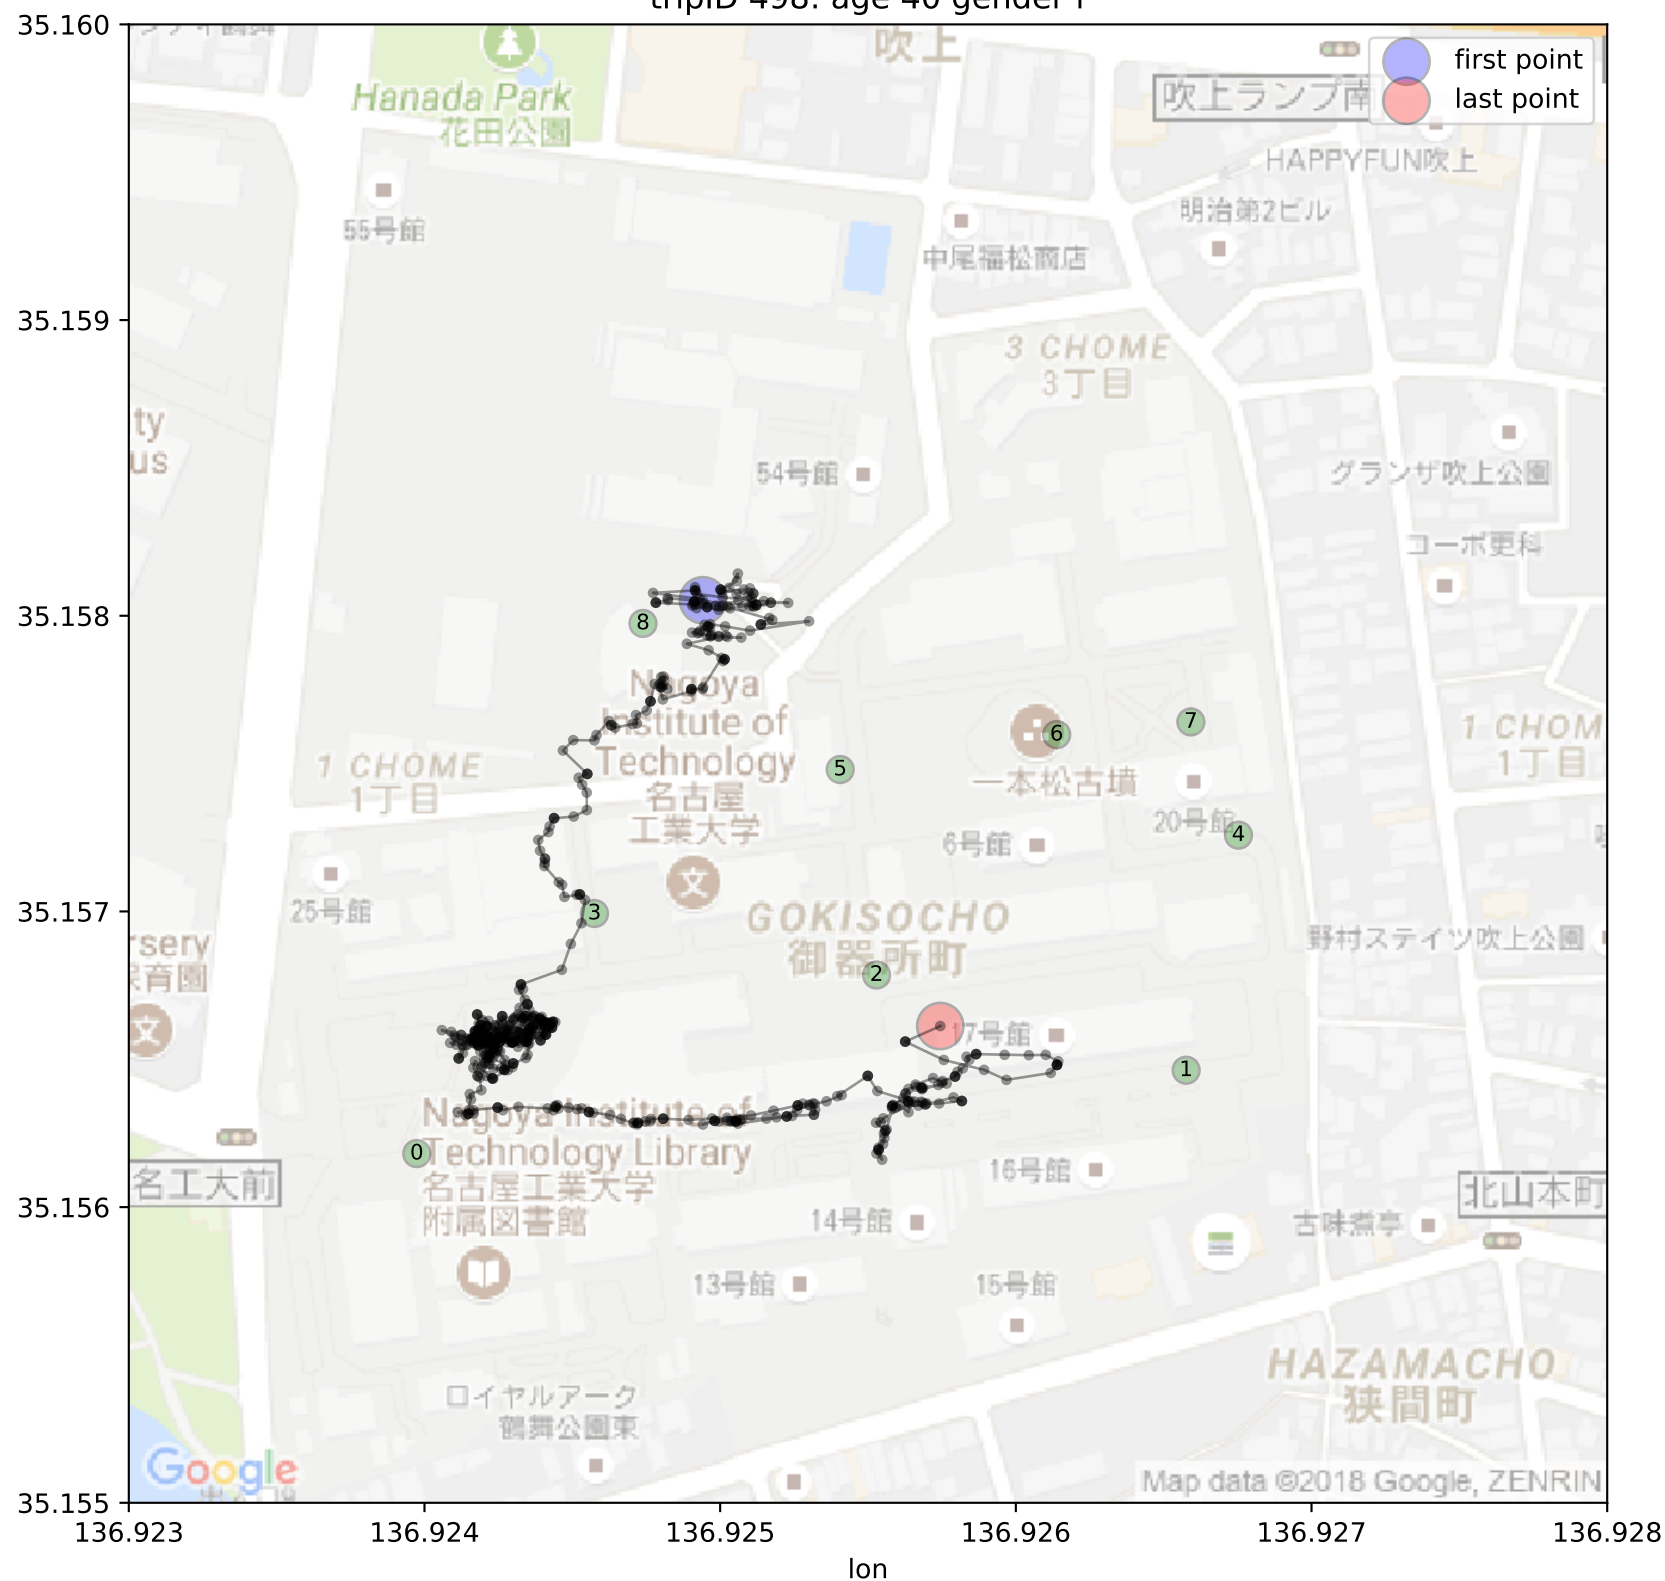 35.160
Hanada Park
花田公園
吹上
first point
last point
吹上ランプ南
HAPPYFUN吹上
55号館
明治第2ビル
中尾福松商店
35.159
3 CHOME
3丁目
ty
us
54号館
グランザ吹上公園
コーポ更科
35.158
8
Nagoya
Institute of
Technology
名古屋
工業大学
7
6
5
1 CHOME
1丁目
一本松古墳
1 CHOM
1丁目
20号館
4
6号館
35.157
25号館
3
GOKISOCHO
御器所町
野村ステイツ吹上公園
rsery
保育園
2
17号館
1
Nagoya Institute of
Technology Library
名古屋工業大学
附属図書館
0
名工大前
16号館
北山本町
35.156
14号館
古味煮亭
13号館
15号館
HAZAMACHO
狭間町
ロイヤルアーク
鶴舞公園東
Google
Map data ©2018 Google, ZENRIN
35.155
136.923
136.924
136.925
136.926
136.927
136.928
lon